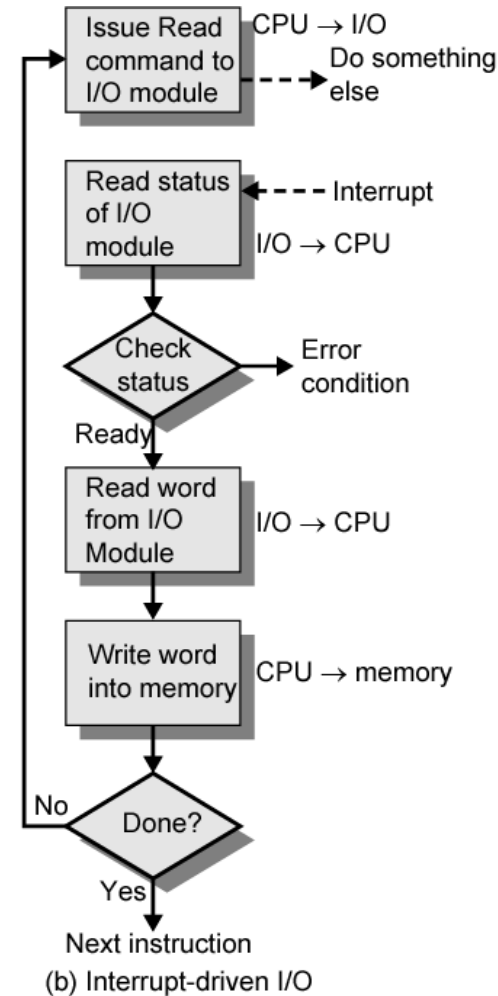 Issue Read
command to
I/O module
CPU → I/O
Do something
else
Read status
of I/O
module
Interrupt
I/O → CPU
Check
status
Error
condition
Ready
Read word
from I/O
Module
I/O → CPU
Write word
into memory
CPU → memory
Done?
No
Yes
Next instruction
(b) Interrupt-driven I/O